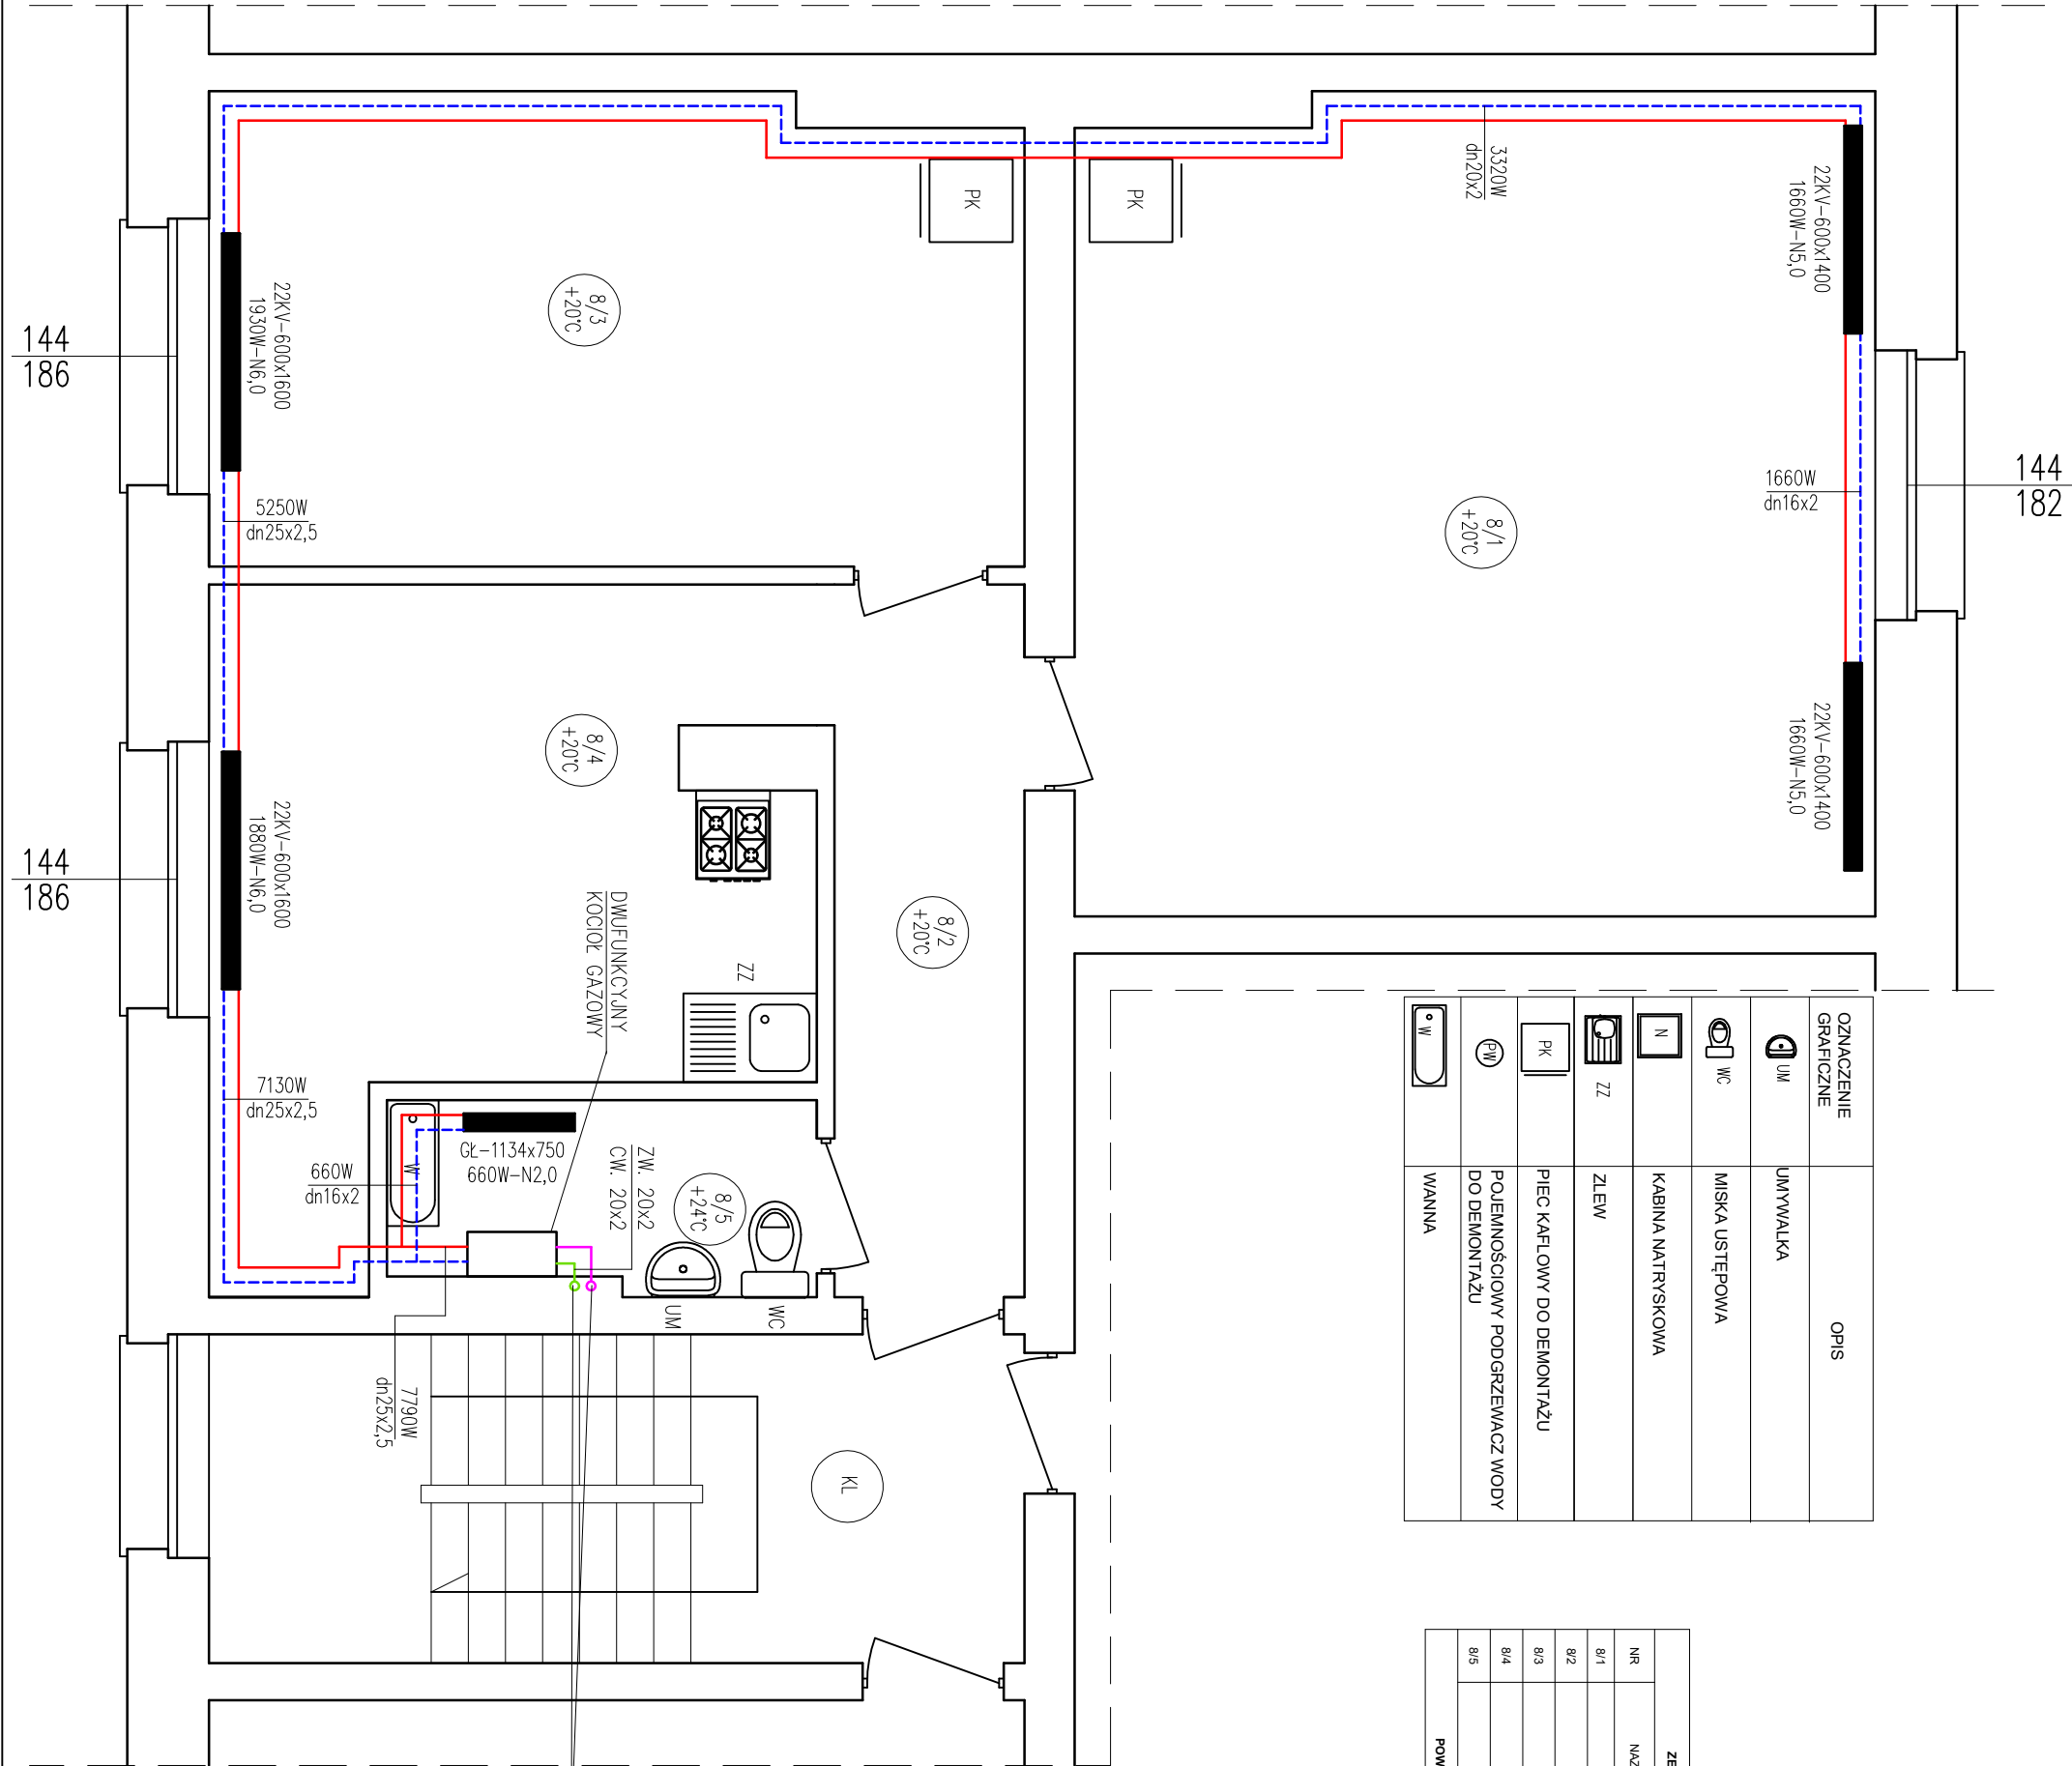 3320W
dn20x2
22KV-600x1400
1660W-N5,0
PK
PK
8/3
+20°C
22KV-600x1600
1930W-N6,0
144
186
144
182
1660W
dn16x2
8/1
+20°C
5250W
dn25x2,5
22KV-600x1400
1660W-N5,0
8/4
+20°C
22KV-600x1600
1880W-N6,0
144
186
8/2
+20°C
DWUFUNKCYJNY
KOCIOŁ GAZOWY
ZZ
7130W
dn25x2,5
GŁ-1134x750
660W-N2,0
660W
dn16x2
W
ZW. 20x2
CW. 20x2
8/5
+24°C
UM
WC
7790W
dn25x2,5
KL
OZNACZENIE
GRAFICZNE
OPIS
UM
UMYWALKA
WC
MISKA USTĘPOWA
N
KABINA NATRYSKOWA
ZZ
ZLEW
PK
PIEC KAFLOWY DO DEMONTAŻU
PW
POJEMNOŚCIOWY PODGRZEWACZ WODY
DO DEMONTAŻU
W
WANNA
ZE
NR
NAZ
8/1
8/2
8/3
8/4
8/5
POW